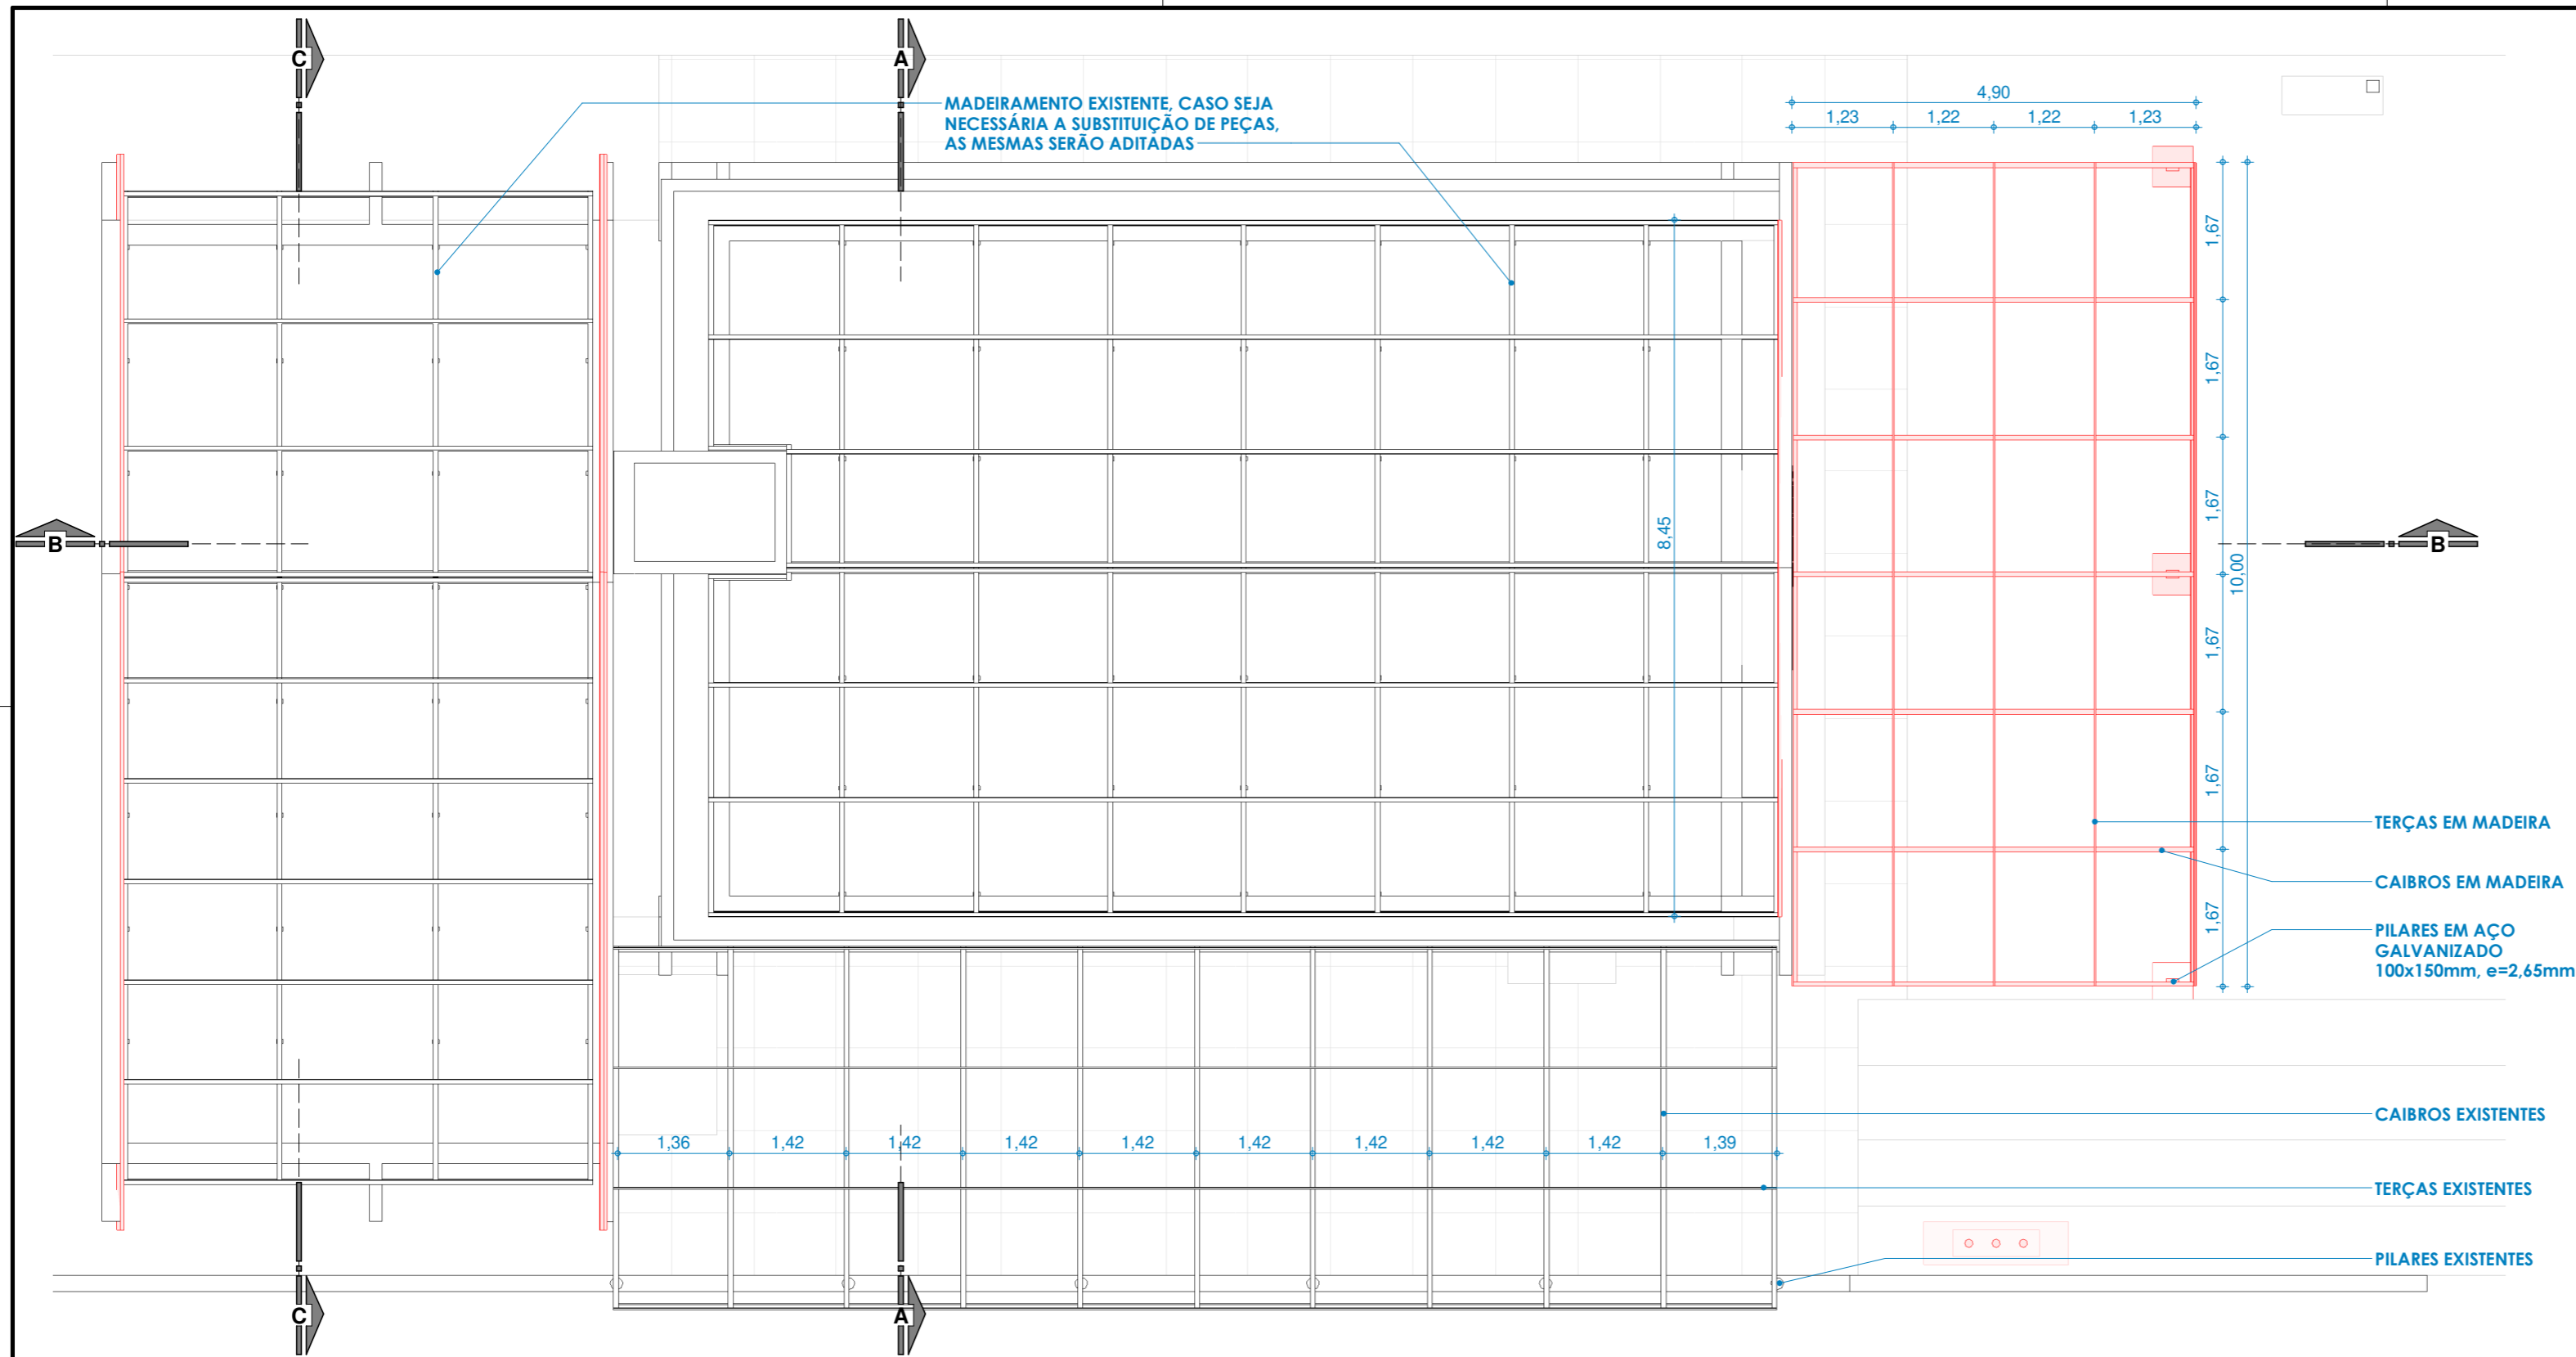 C
A
MADEIRAMENTO EXISTENTE, CASO SEJA
NECESSÁRIA A SUBSTITUIÇÃO DE PEÇAS,
AS MESMAS SERÃO ADITADAS
4,90
1,23
1,22
1,22
1,23
1,67
1,67
1,67
1,67
1,67
1,67
10,00
8,45
B
B
TERÇAS EM MADEIRA
CAIBROS EM MADEIRA
PILARES EM AÇO
GALVANIZADO
100x150mm, e=2,65mm
CAIBROS EXISTENTES
1,36
1,42
1,42
1,42
1,42
1,42
1,42
1,42
1,42
1,39
TERÇAS EXISTENTES
PILARES EXISTENTES
C
A